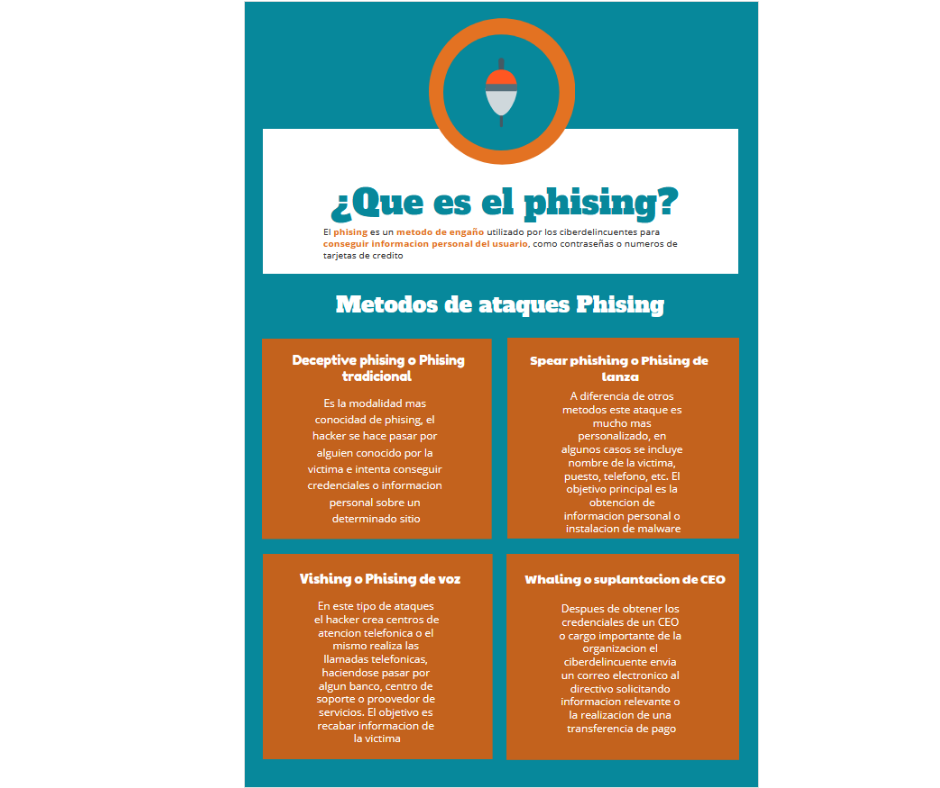 ¿Que es el phising?
El phising es un metodo de engaño utilizado por los ciberdelincuentes para
conseguir informacion personal del usuario, como contraseñas o numeros de
tarjetas de credito
Metodos de ataques Phising
Deceptive phising o Phising
tradicional
Es la modalidad mas
conocidad de phising, el
hacker se hace pasar por
alguien conocido por la
victima e intenta conseguir
credenciales o informacion
personal sobre un
determinado sitio
Spear phishing o Phising de
lanza
A diferencia de otros
metodos este ataque es
mucho mas
personalizado, en
algunos casos se incluye
nombre de la victima,
puesto, telefono, etc. El
objetivo principal es la
obtencion de
informacion personal o
instalacion de malware
Vishing o Phising de voz
En este tipo de ataques
el hacker crea centros de
atencion telefonica o el
mismo realiza las
llamadas telefonicas,
haciendose pasar por
algun banco, centro de
soporte o proovedor de
servicios. El objetivo es
recabar informacion de
la victima
Whaling o suplantacion de CEO
Despues de obtener los
credenciales de un CEO
o cargo importante de la
organizacion el
ciberdelincuente envia
un correo electronico al
directivo solicitando
informacion relevante o
la realizacion de una
transferencia de pago